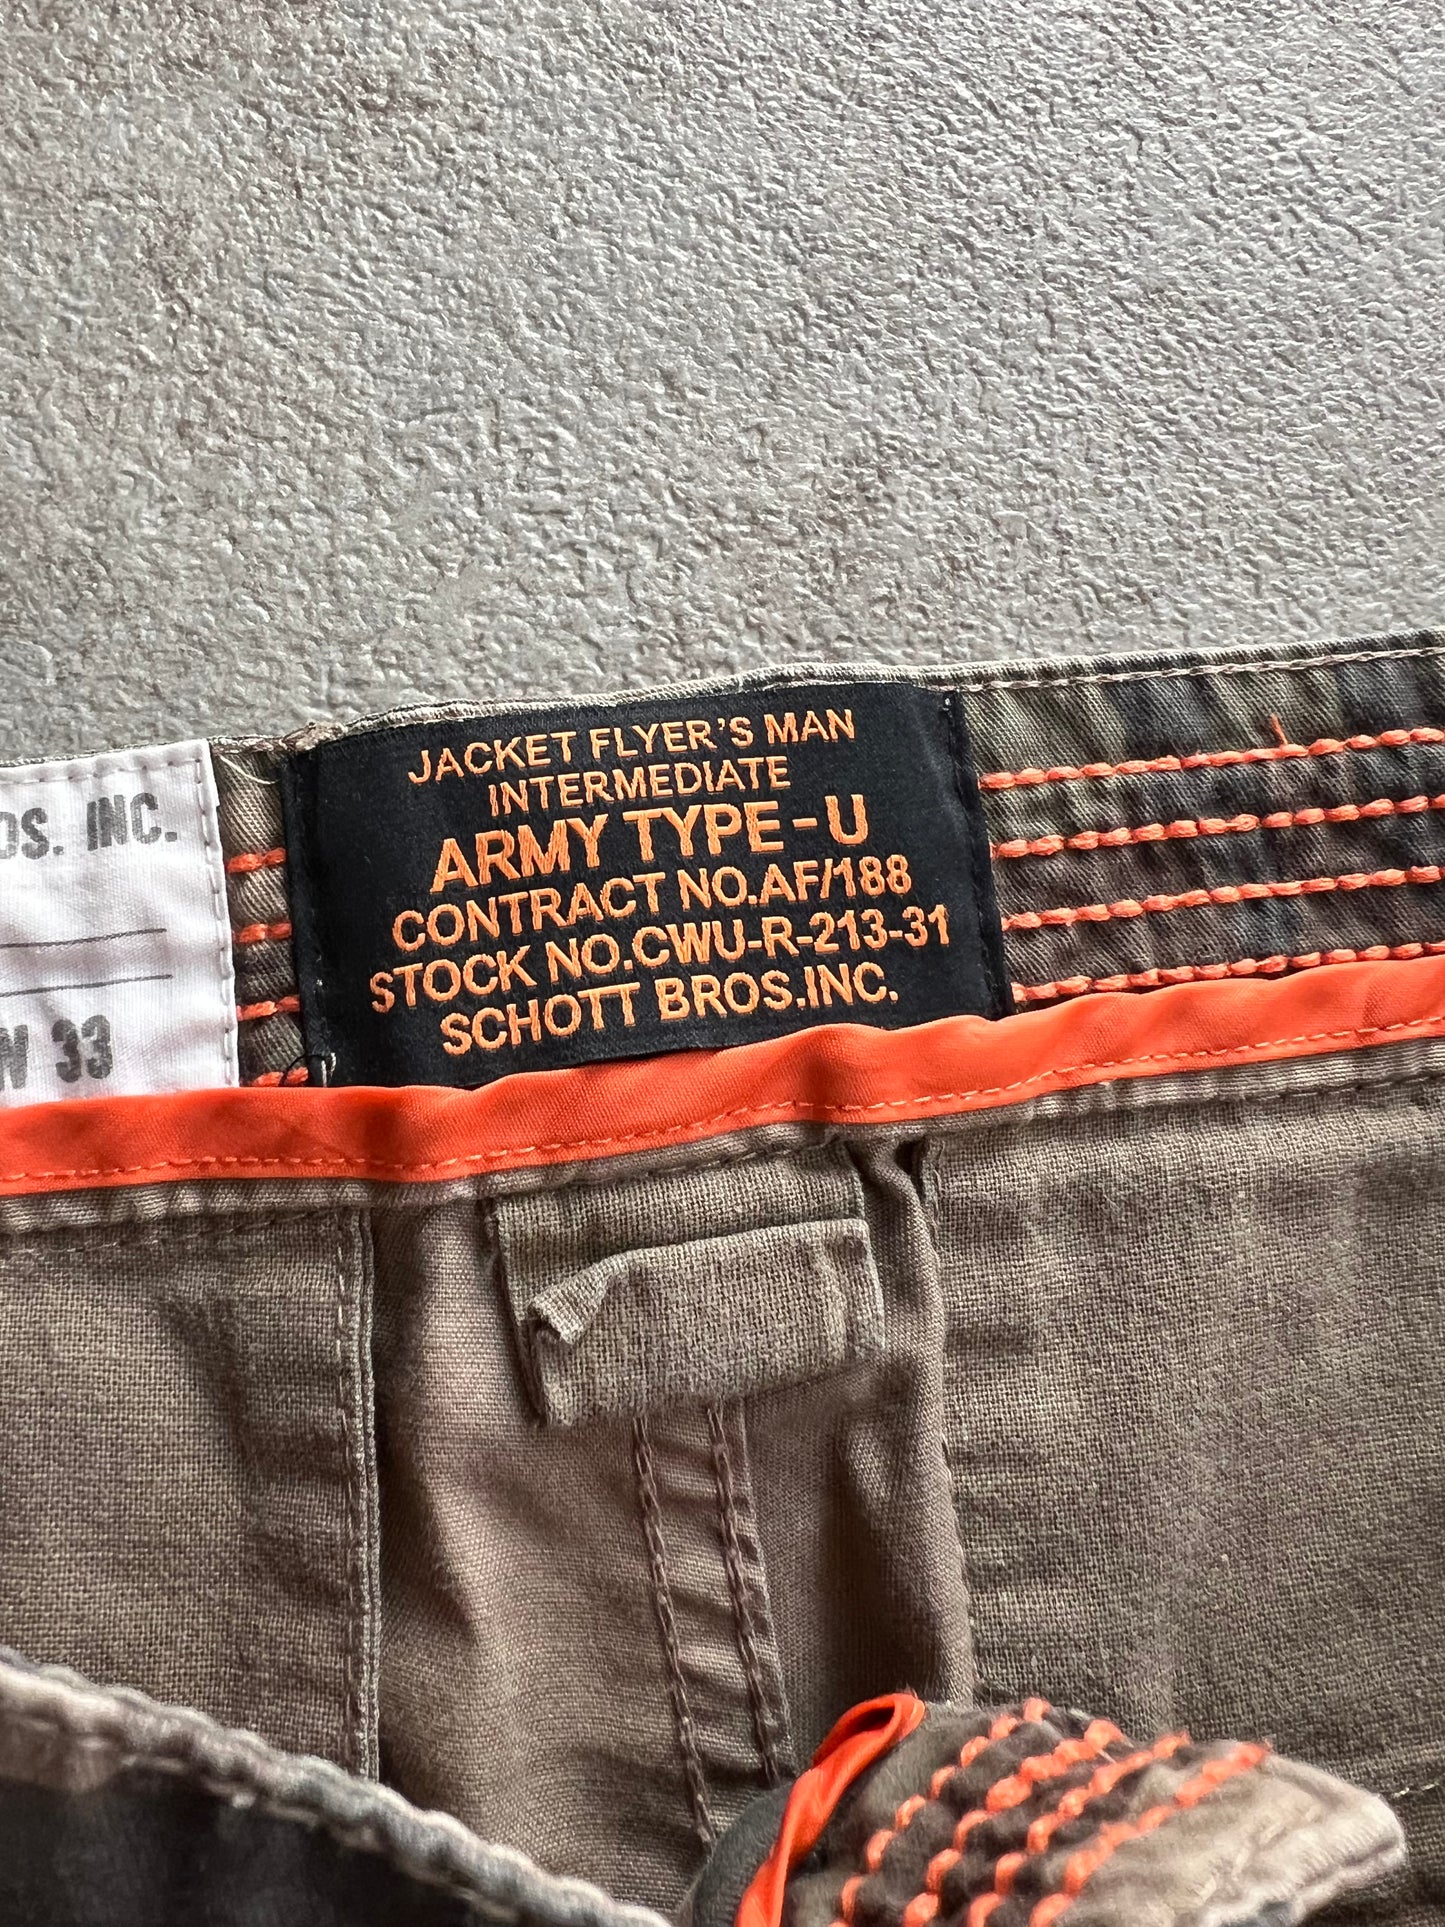 JACKET FLYER'S MAN
INTERMEDIATE
ARMY TYPE-U
CONTRACT NO.AF/188
STOCK NO.CWU-R-213-31
SCHOTT BROS.INC.
INC.
33